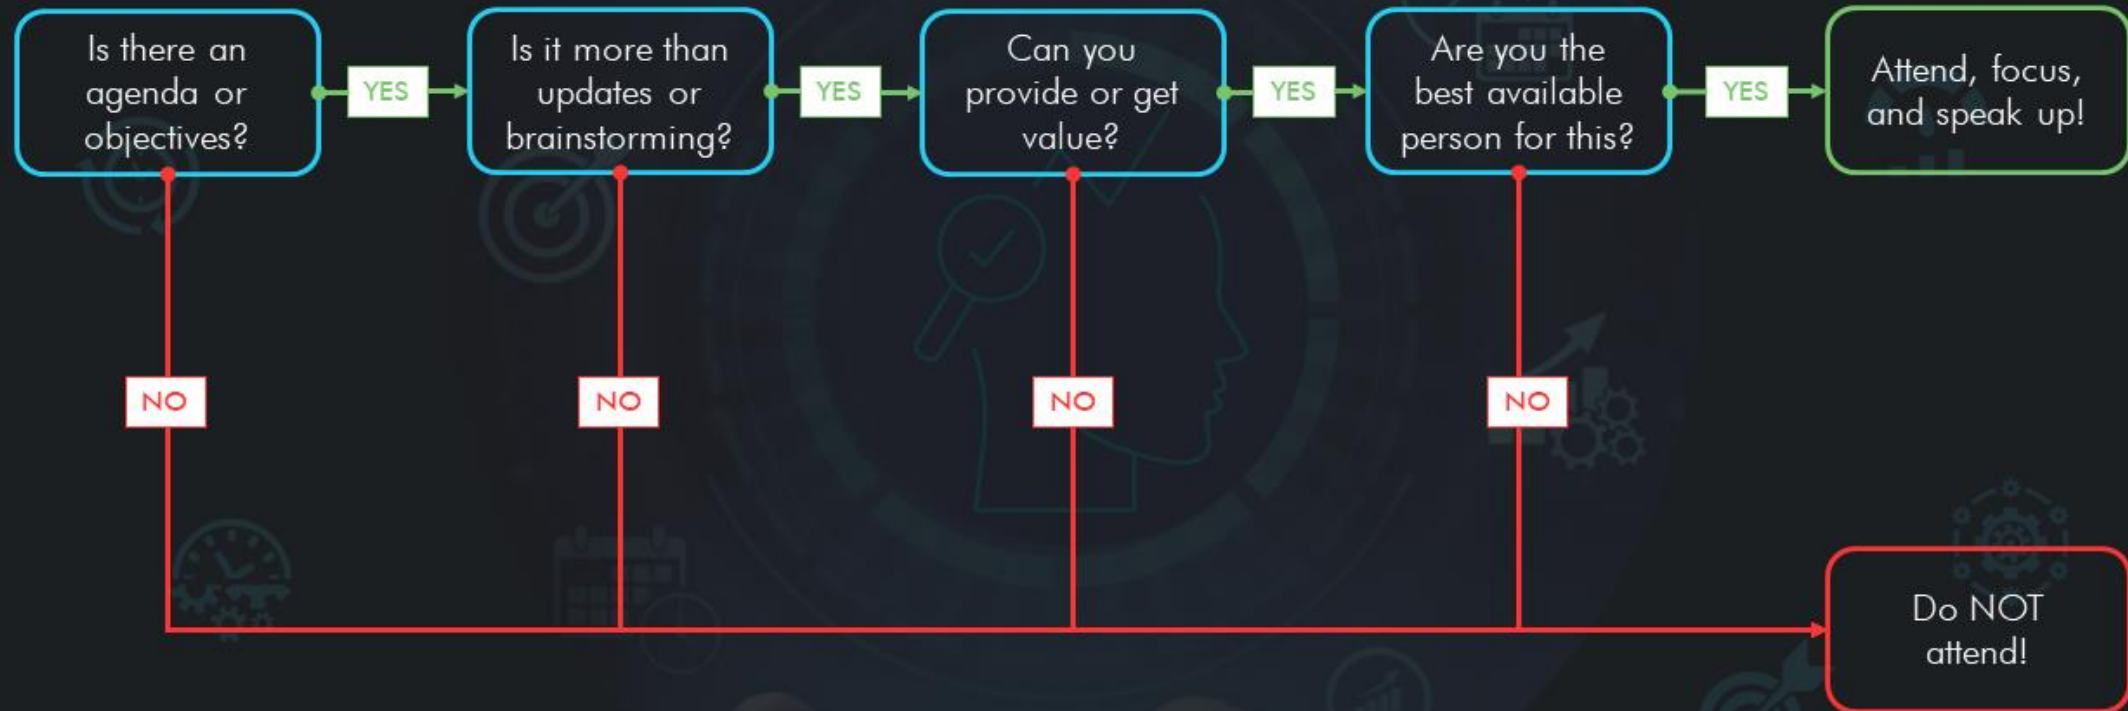 Is there an
agenda or
objectives?
YES
Is it more than
updates or
brainstorming?
YES
Can you
provide or get
value?
YES
Are you the
best available
person for this?
YES
Attend, focus,
and speak up!
NO
NO
NO
NO
Do NOT
attend!